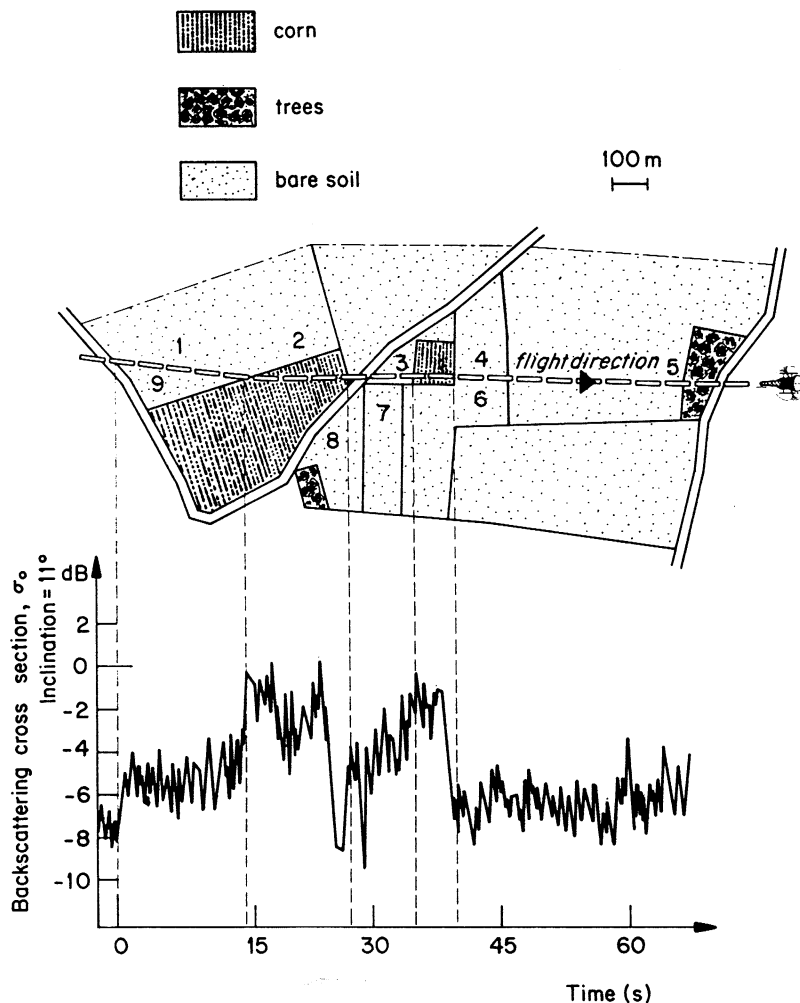 corn
trees
bare soil
100 m
1
2
9
3
4
flight direction
5
6
7
8
Backscattering cross section, σ₀
Inclination = 11°
dB
2
0
-2
-4
-6
-8
-10
0
15
30
45
60
Time (s)